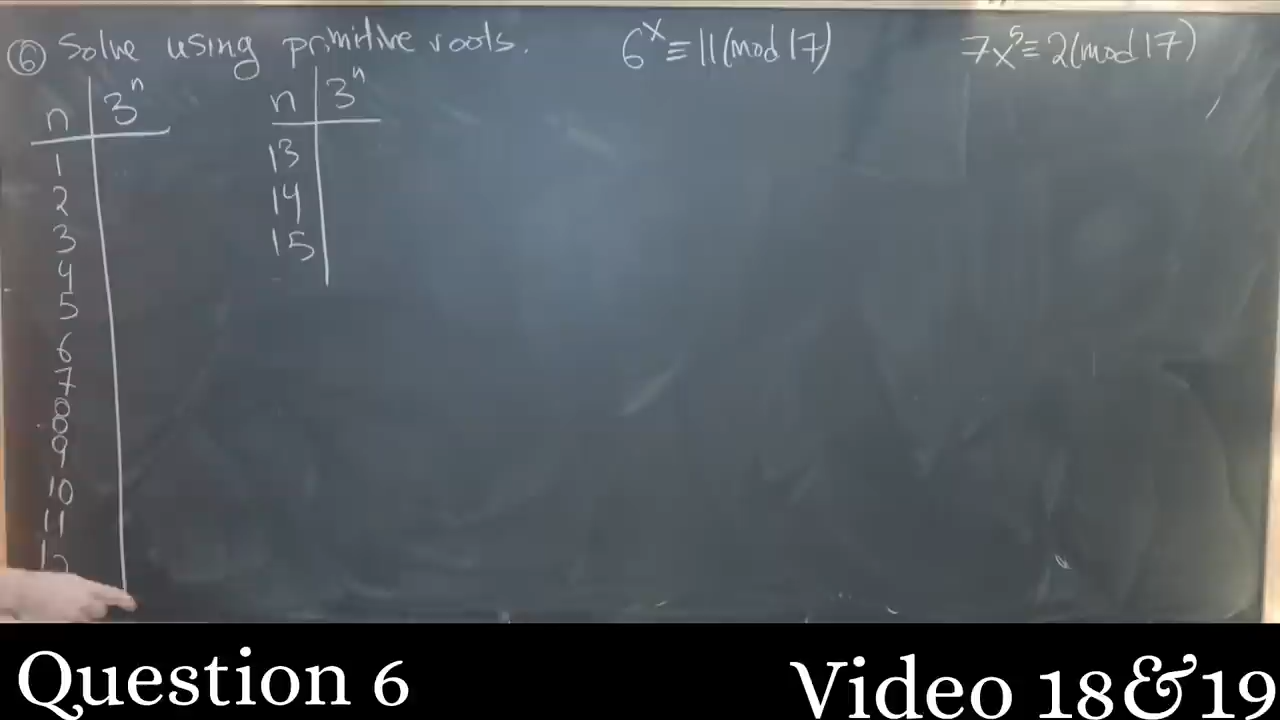 ⑥ Solve using primitive roots.
6^x ≡ 11 (mod 17)
7x^5 ≡ 2 (mod 17)
n 3^n
1
2
3
4
5
6
7
8
9
10
11
12
n 3^n
13
14
15
Question 6
Video 18&19